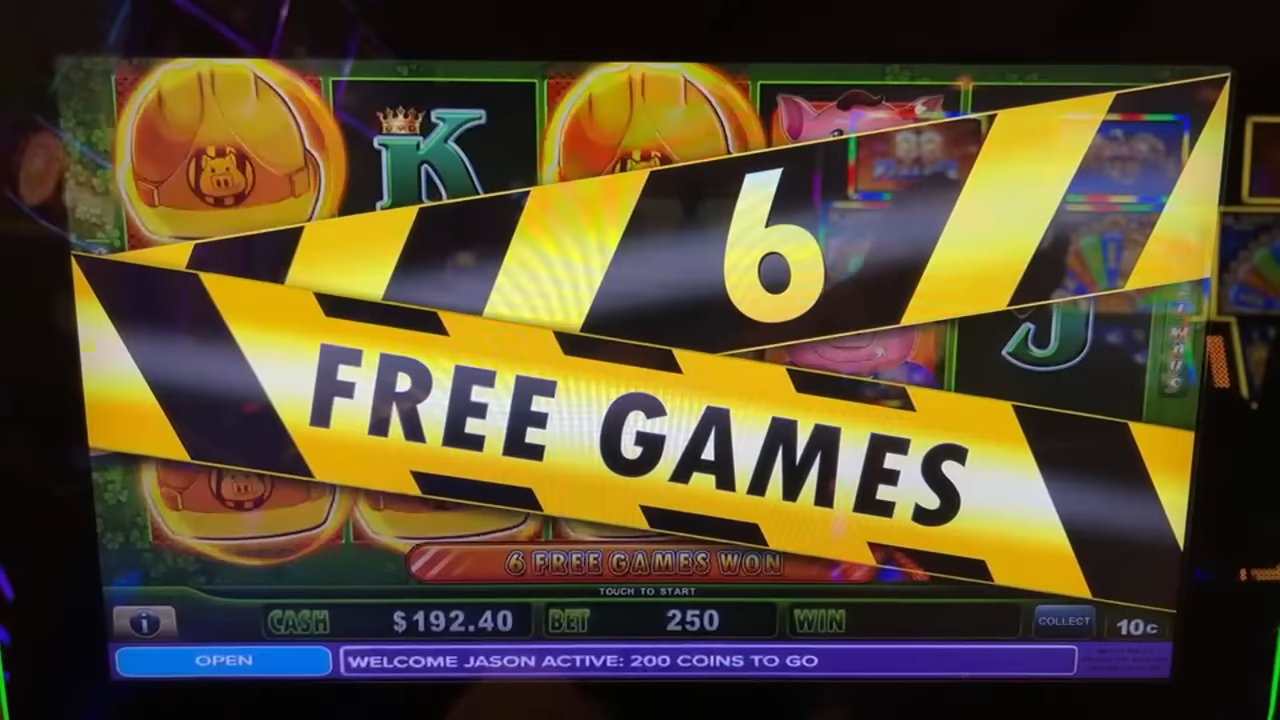 K
6
FREE GAMES
J
6 FREE GAMES WON
TOUCH TO START
i CASH $192.40 BET 250 WIN COLLECT 10¢
OPEN WELCOME JASON ACTIVE: 200 COINS TO GO